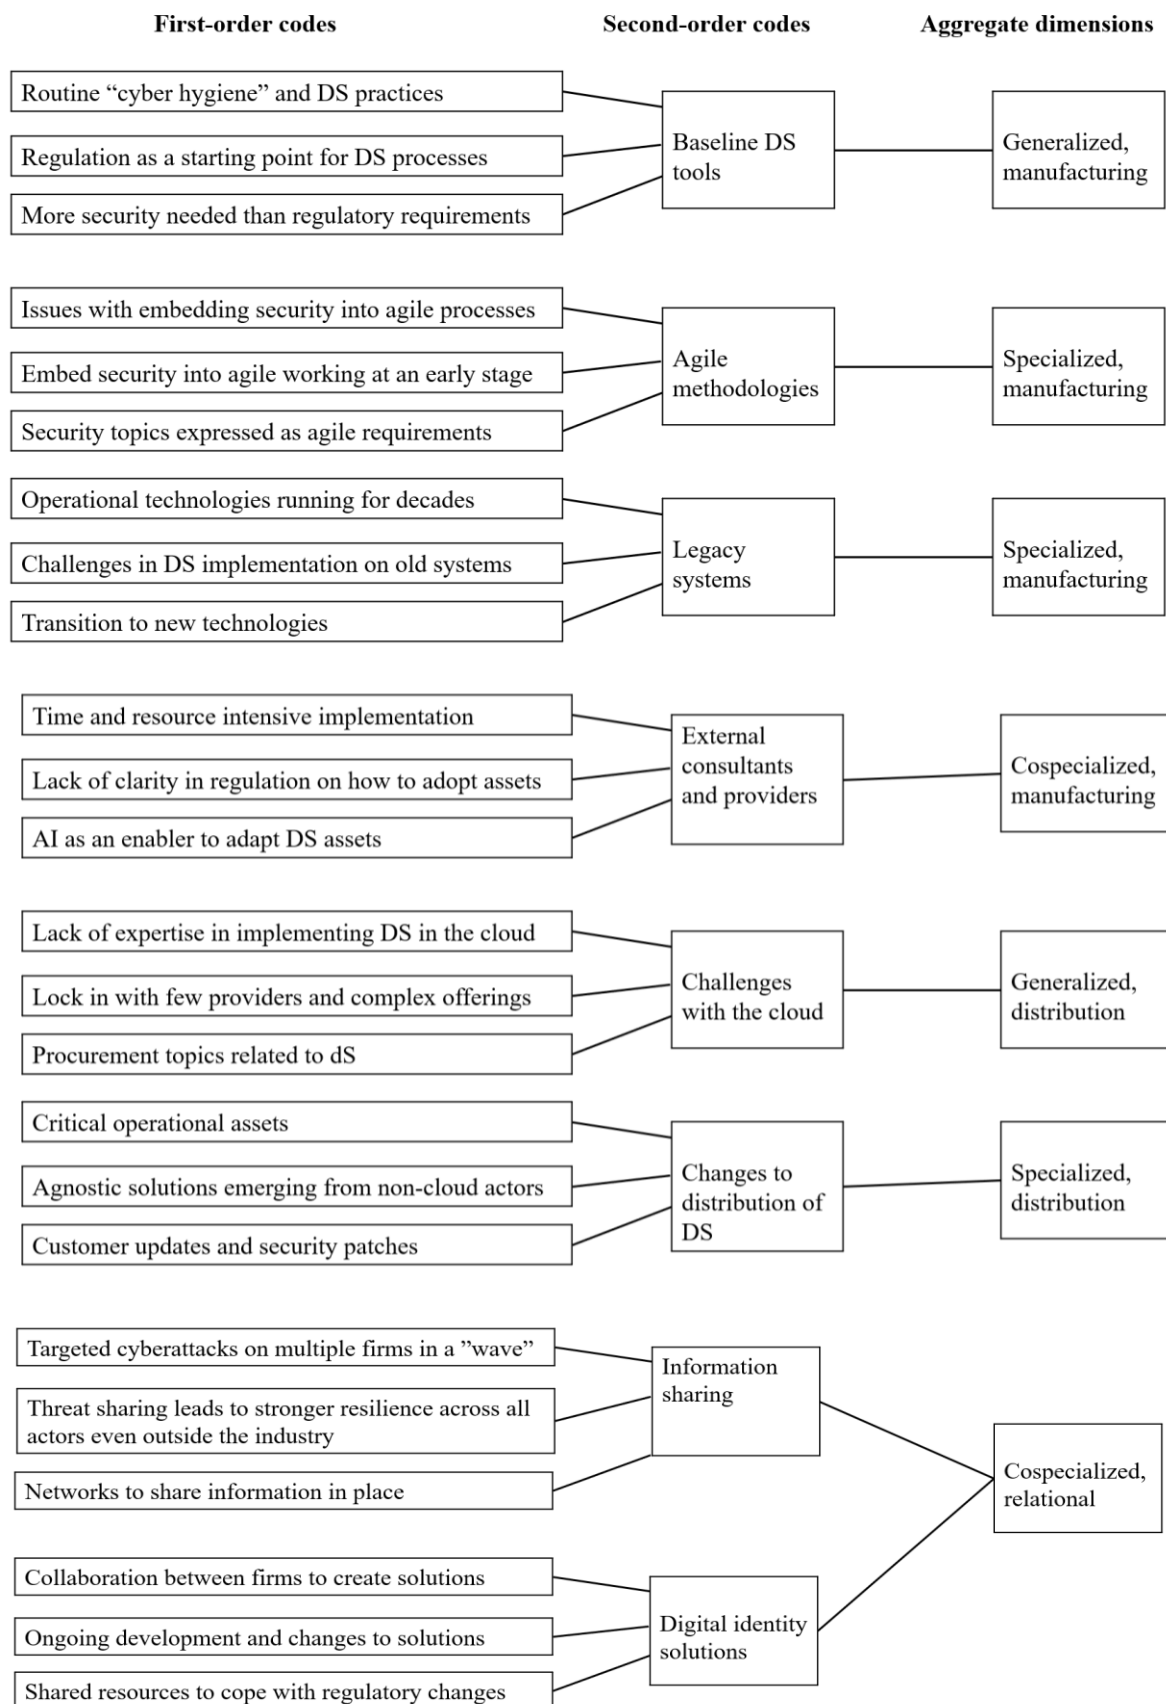 First-order codes
Second-order codes
Aggregate dimensions
Routine “cyber hygiene” and DS practices
Regulation as a starting point for DS processes
More security needed than regulatory requirements
Baseline DS
tools
Generalized,
manufacturing
Issues with embedding security into agile processes
Embed security into agile working at an early stage
Security topics expressed as agile requirements
Agile
methodologies
Specialized,
manufacturing
Operational technologies running for decades
Challenges in DS implementation on old systems
Transition to new technologies
Legacy
systems
Specialized,
manufacturing
Time and resource intensive implementation
Lack of clarity in regulation on how to adopt assets
AI as an enabler to adapt DS assets
External
consultants
and providers
Cospecialized,
manufacturing
Lack of expertise in implementing DS in the cloud
Lock in with few providers and complex offerings
Procurement topics related to dS
Challenges
with the cloud
Generalized,
distribution
Critical operational assets
Agnostic solutions emerging from non-cloud actors
Customer updates and security patches
Changes to
distribution of
DS
Specialized,
distribution
Targeted cyberattacks on multiple firms in a ”wave”
Threat sharing leads to stronger resilience across all
actors even outside the industry
Networks to share information in place
Information
sharing
Cospecialized,
relational
Collaboration between firms to create solutions
Ongoing development and changes to solutions
Shared resources to cope with regulatory changes
Digital identity
solutions